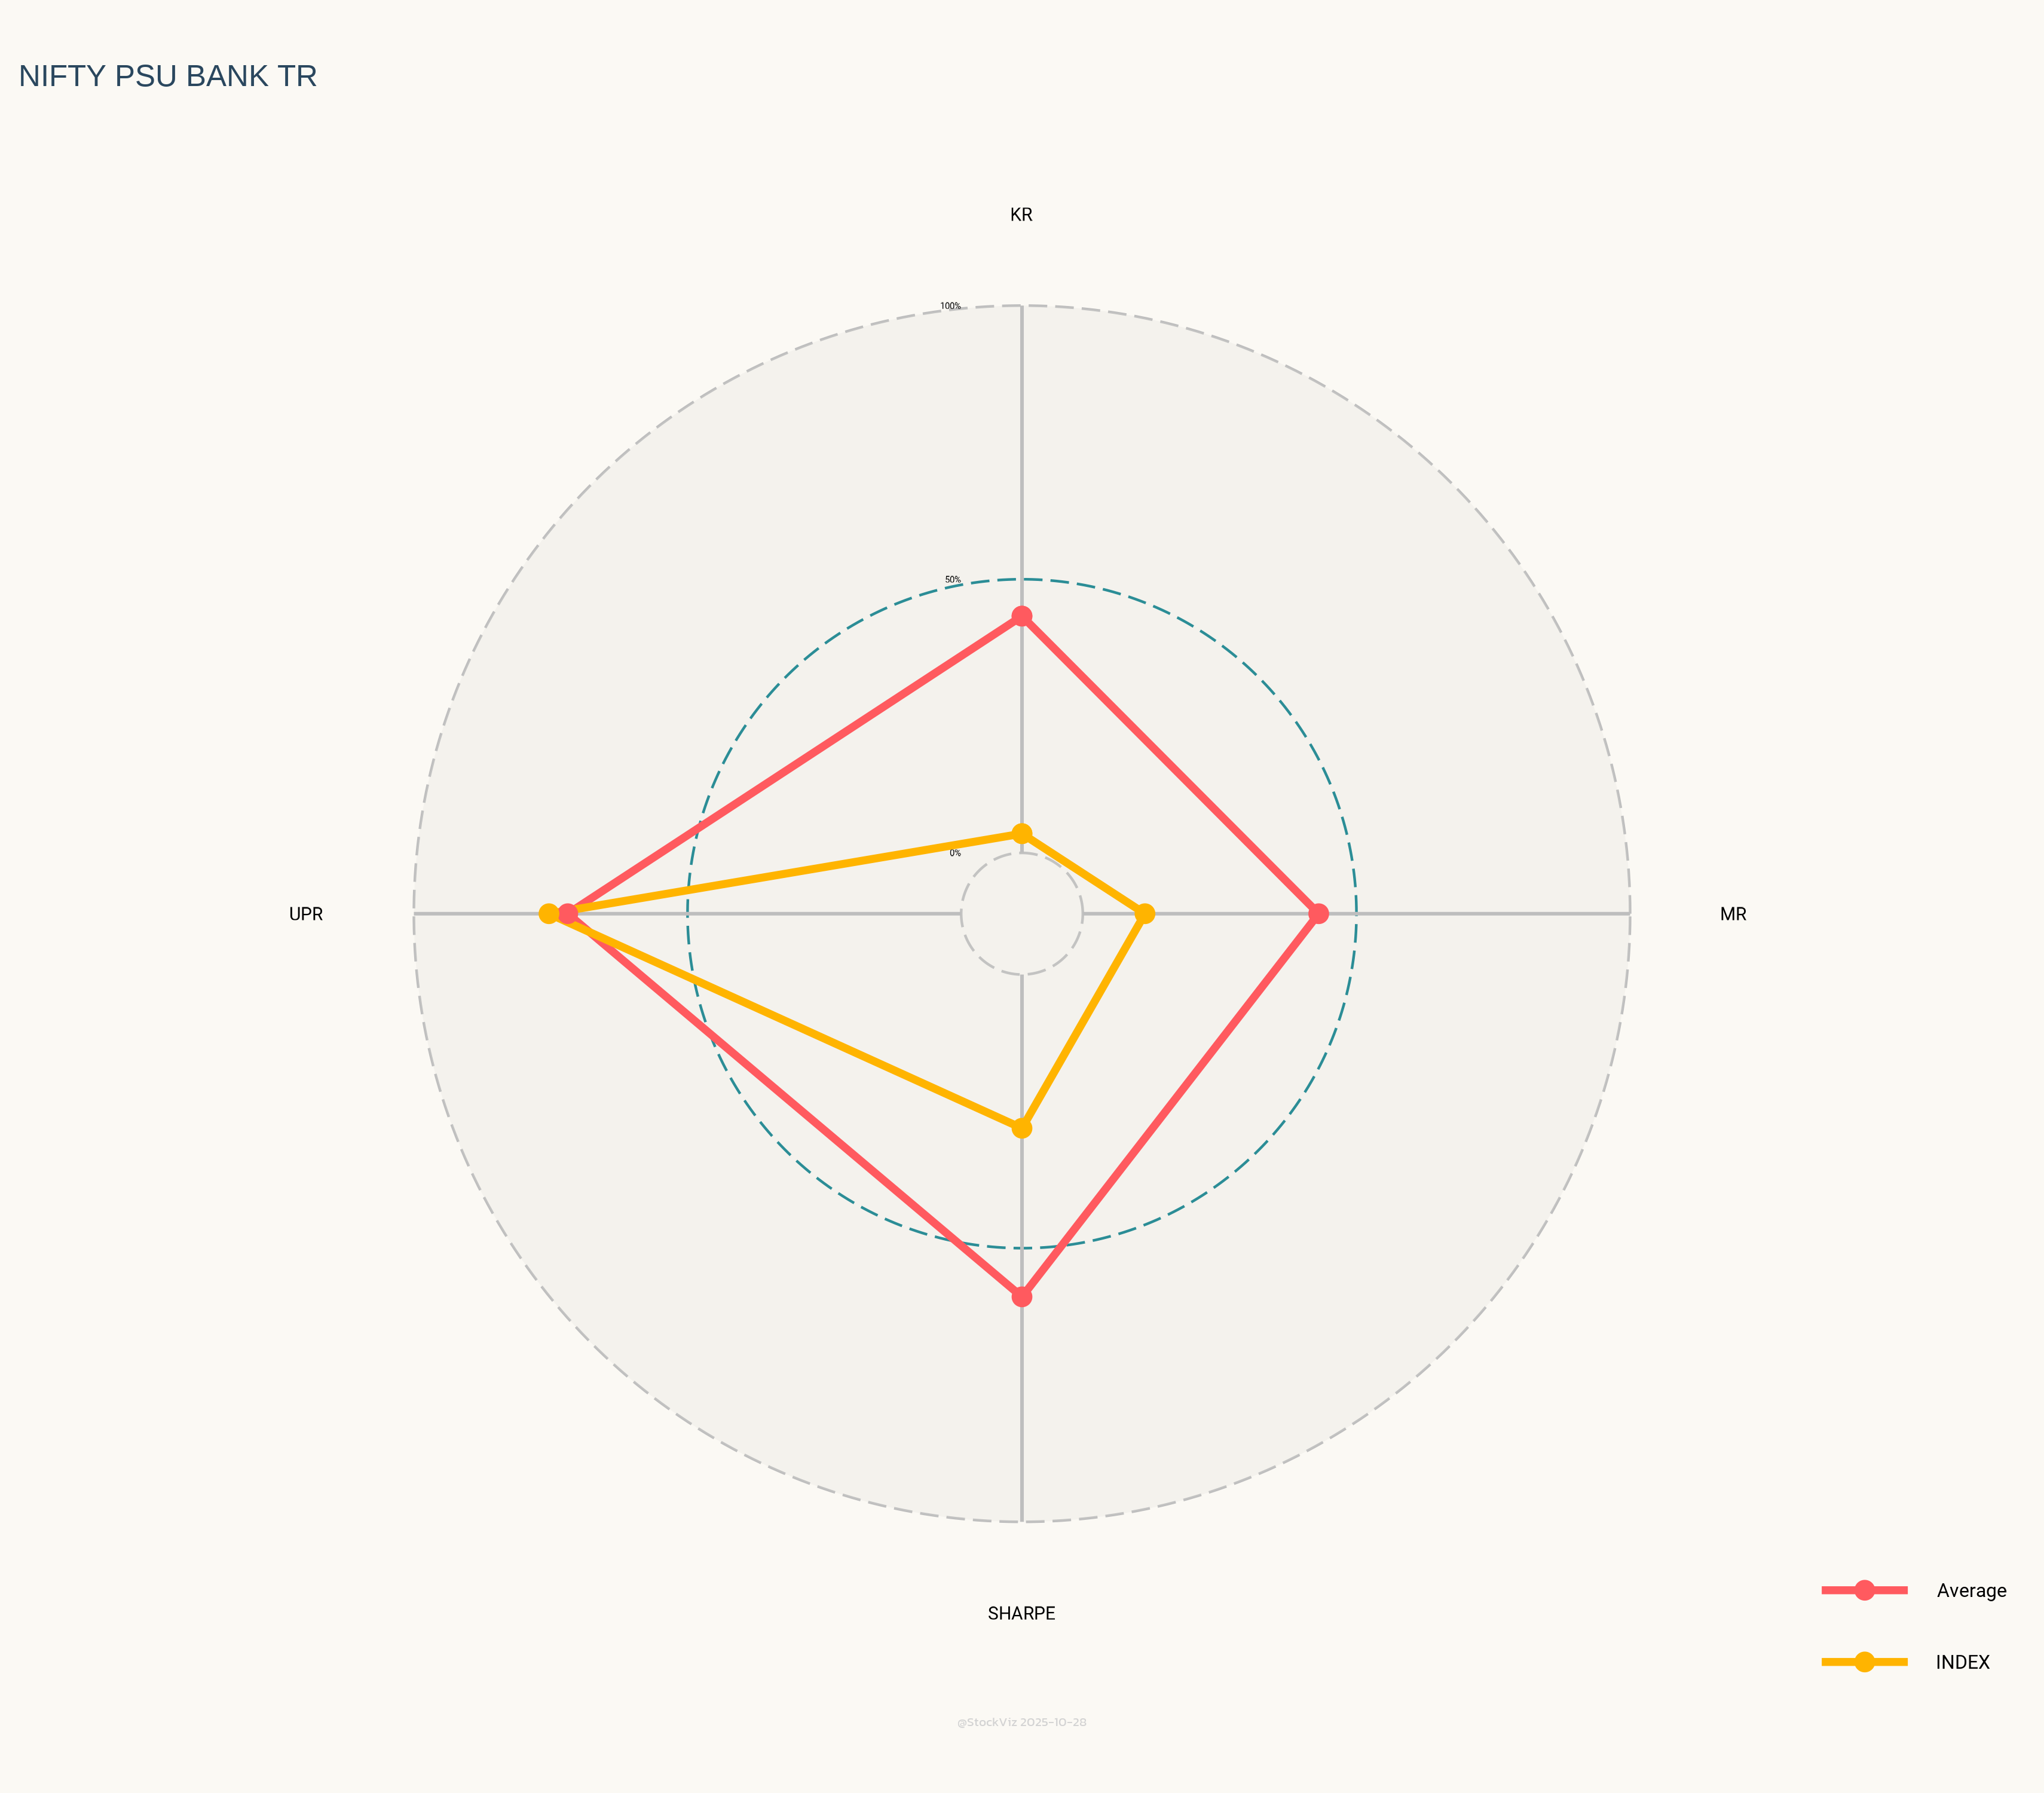 NIFTY PSU BANK TR
KR
100%
50%
0%
UPR
MR
SHARPE
Average
INDEX
@StockViz 2025-10-28